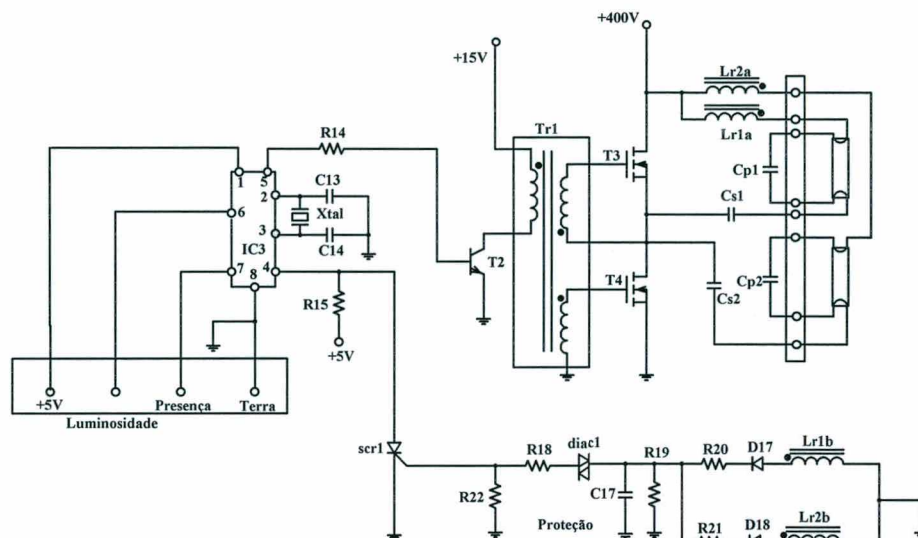 +400V
+15V
Lr2a
Lr1a
Tr1
R14
T3
Cp1
1
5
2
C13
Xtal
6
3
C14
IC3
Cs1
T2
7
8
4
R15
T4
Cs2
Cp2
+5V
+5V
Presença
Terra
Luminosidade
scr1
R18
diac1
R19
R20
D17
Lr1b
R22
C17
Proteção
R21
D18
Lr2b